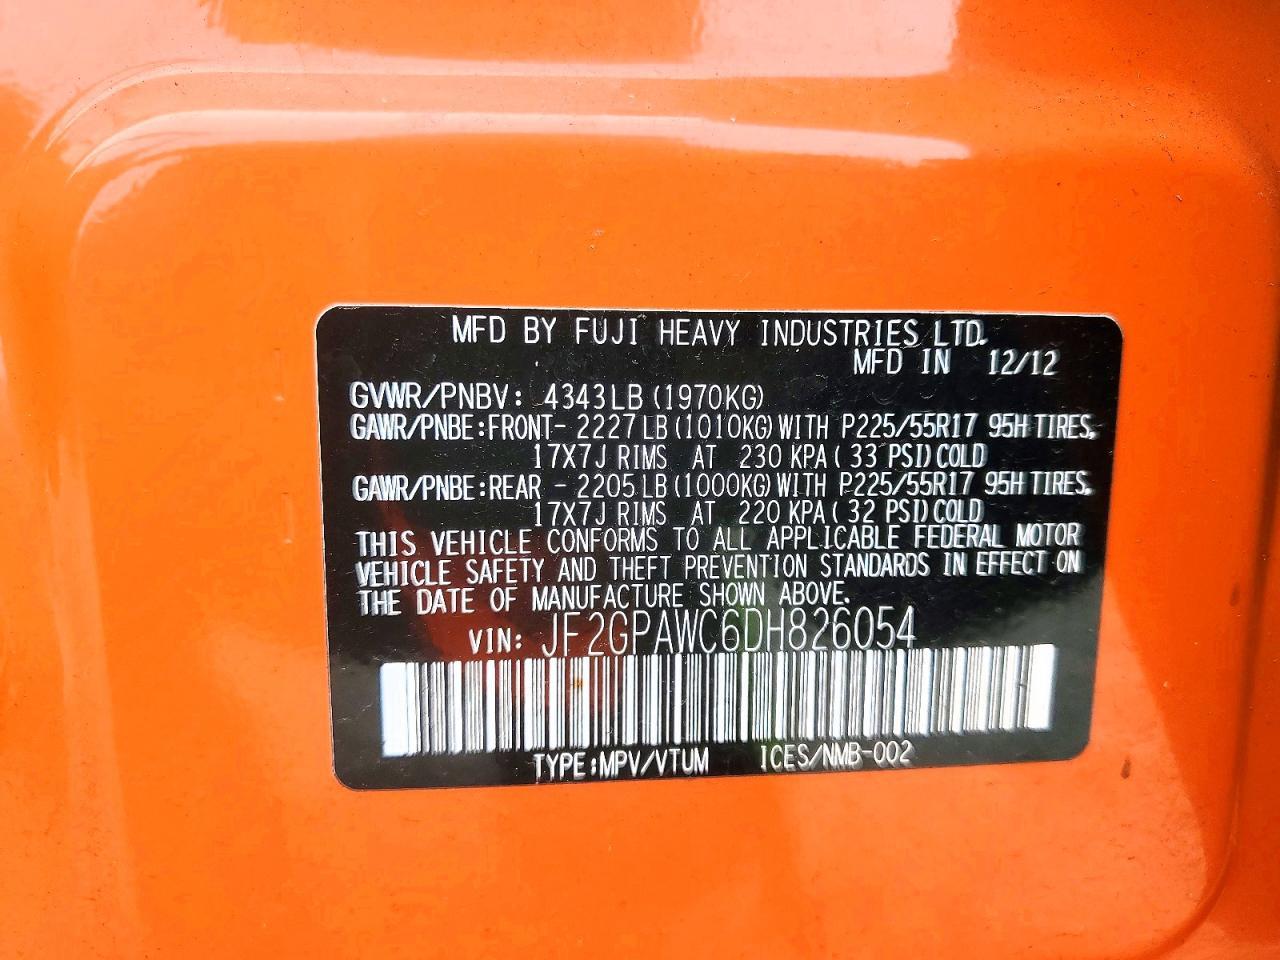 MFD BY FUJI HEAVY INDUSTRIES LTD.
MFD IN 12/12
GVWR/PNBV: 4343LB (1970KG)
GAWR/PNBE:FRONT- 2227LB (1010KG) WITH P225/55R17 95H TIRES,
17X7J RIMS AT 230 KPA ( 33 PSI) COLD
GAWR/PNBE:REAR - 2205LB (1000KG) WITH P225/55R17 95H TIRES,
17X7J RIMS AT 220 KPA ( 32 PSI) COLD
THIS VEHICLE CONFORMS TO ALL APPLICABLE FEDERAL MOTOR
VEHICLE SAFETY AND THEFT PREVENTION STANDARDS IN EFFECT ON
THE DATE OF MANUFACTURE SHOWN ABOVE.
VIN: JF2GPAWC6DH826054
TYPE:MPV/VTUM ICES/NMB-002